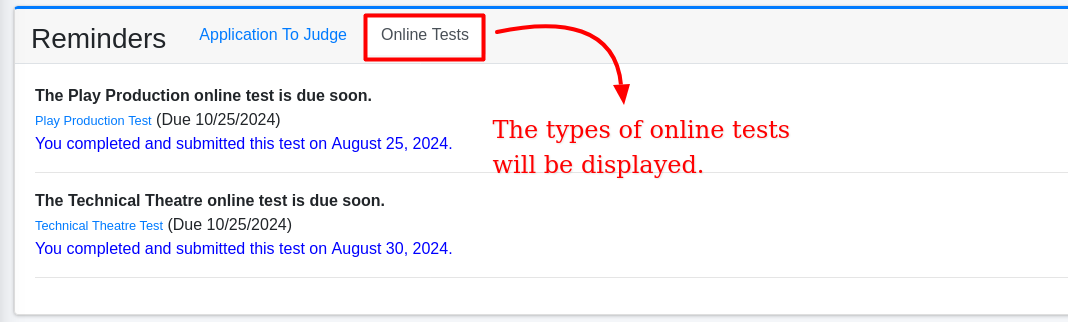 Reminders Application To Judge Online Tests
The Play Production online test is due soon.
Play Production Test (Due 10/25/2024)
You completed and submitted this test on August 25, 2024.
The types of online tests
will be displayed.
The Technical Theatre online test is due soon.
Technical Theatre Test (Due 10/25/2024)
You completed and submitted this test on August 30, 2024.